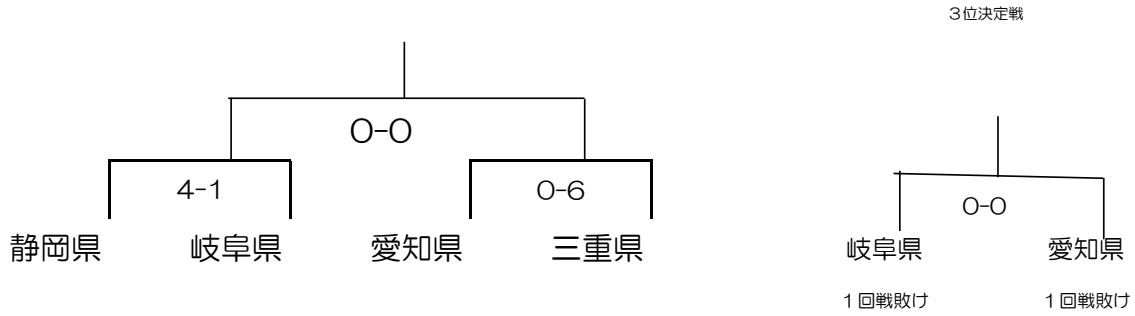 ３位決定戦
0-0
4-1
0-6
静岡県 岐阜県 愛知県 三重県
0-0
岐阜県 愛知県
１回戦敗け １回戦敗け